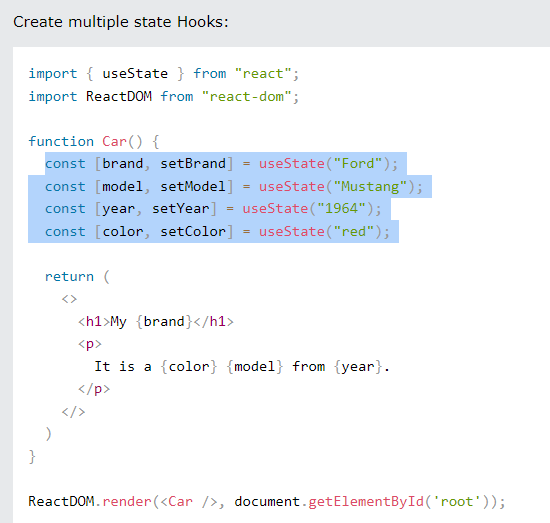 Create multiple state Hooks:
import { useState } from "react";
import ReactDOM from "react-dom";
function Car() {
const [brand, setBrand] = useState("Ford");
const [model, setModel] = useState("Mustang");
const [year, setYear] = useState("1964");
const [color, setColor] = useState("red");
return (
<>
<h1>My {brand}</h1>
<p>
It is a {color} {model} from {year}.
</p>
</>
)
}
ReactDOM.render(<Car />, document.getElementById('root'));